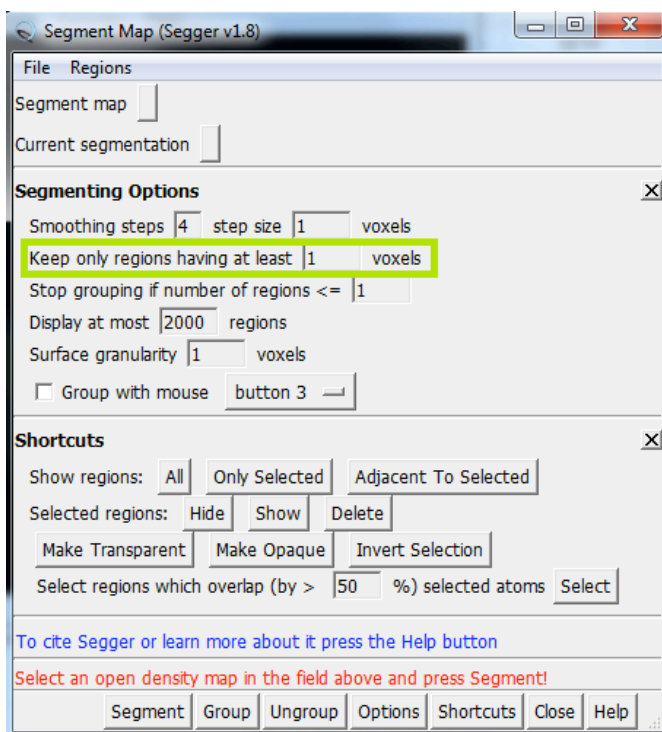 Segment Map (Segger v1.8)
File Regions
Segment map
Current segmentation
Segmenting Options
Smoothing steps 4 step size 1 voxels
Keep only regions having at least 1 voxels
Stop grouping if number of regions <= 1
Display at most 2000 regions
Surface granularity 1 voxels
Group with mouse button 3
Shortcuts
Show regions: All Only Selected Adjacent To Selected
Selected regions: Hide Show Delete
Make Transparent Make Opaque Invert Selection
Select regions which overlap (by > 50 %) selected atoms Select
To cite Segger or learn more about it press the Help button
Select an open density map in the field above and press Segment!
Segment Group Ungroup Options Shortcuts Close Help